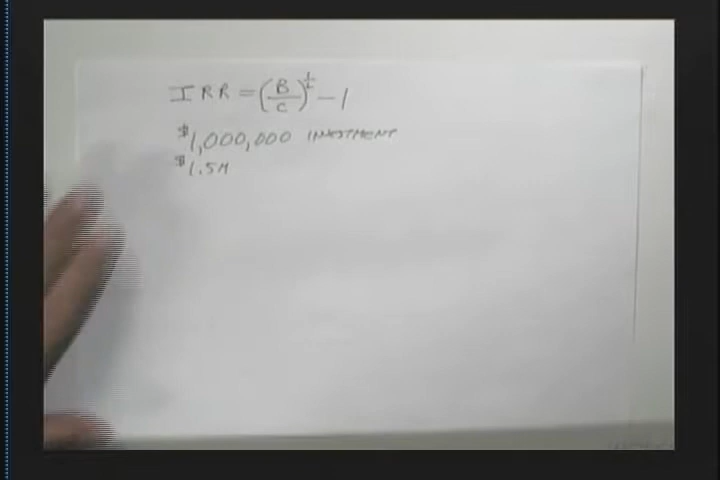 IRR = (B/C)^1/t - 1
$1,000,000 INVESTMENT
$1.5M